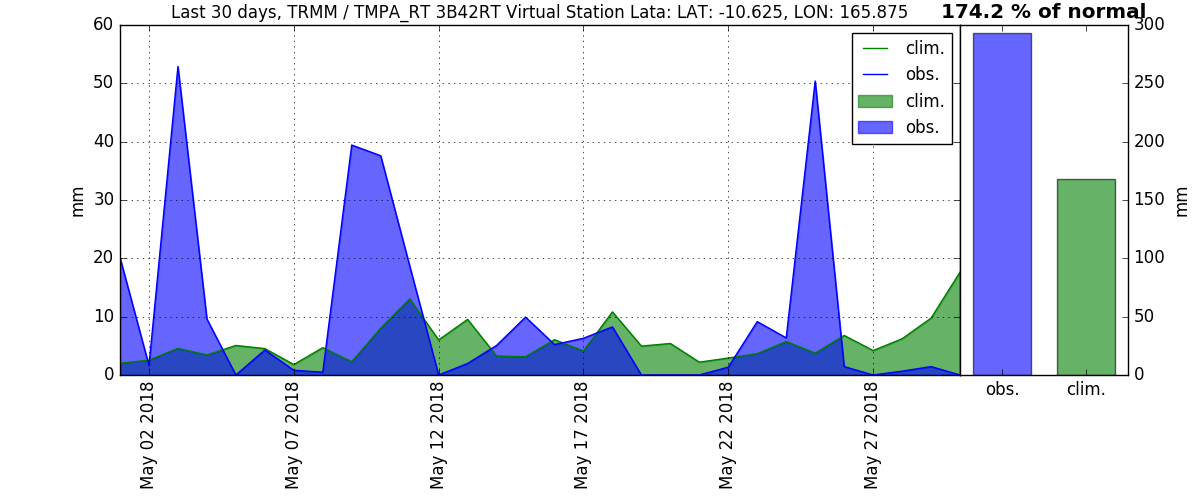 Last 30 days, TRMM / TMPA_RT 3B42RT Virtual Station Lata: LAT: -10.625, LON: 165.875
174.2 % of normal
60
50
40
30
20
10
0
mm
clim.
obs.
clim.
obs.
300
250
200
150
100
50
0
mm
May 02 2018
May 07 2018
May 12 2018
May 17 2018
May 22 2018
May 27 2018
obs.
clim.